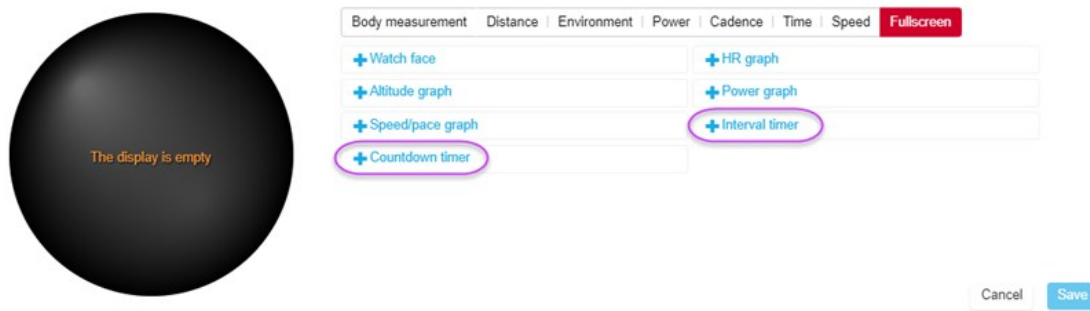 Body measurement Distance Environment Power Cadence Time Speed Fullscreen
Watch face HR graph
Altitude graph Power graph
Speed/pace graph Interval timer
The display is empty
Countdown timer
Cancel Save